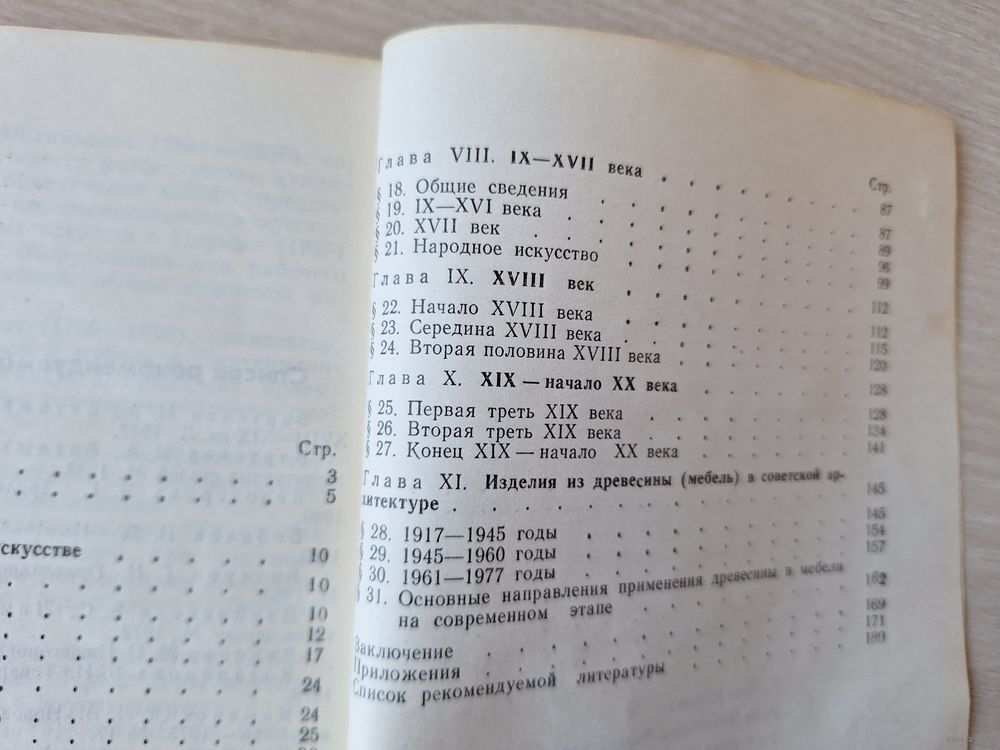 Стр.
3
5
скусстве 10
10
10
12
17
24
24
25
Стр.
Глава VIII. IX—XVII века . . . . . . . 87
§ 18. Общие сведения . . . . . . . 87
§ 19. IX—XVI века . . . . . . . 89
§ 20. XVII век . . . . . . . 96
§ 21. Народное искусство . . . . . . . 99
Глава IX. XVIII век . . . . . . . 112
§ 22. Начало XVIII века . . . . . . . 112
§ 23. Середина XVIII века . . . . . . . 115
§ 24. Вторая половина XVIII века . . . . . . . 120
Глава X. XIX — начало XX века . . . . . . . 128
§ 25. Первая треть XIX века . . . . . . . 128
§ 26. Вторая треть XIX века . . . . . . . 134
§ 27. Конец XIX — начало XX века . . . . . . . 141
Глава XI. Изделия из древесины (мебель) в советской ар-
хитектуре . . . . . . . 145
§ 28. 1917—1945 годы . . . . . . . 145
§ 29. 1945—1960 годы . . . . . . . 154
§ 30. 1961—1977 годы . . . . . . . 157
§ 31. Основные направления применения древесины в мебели
на современном этапе . . . . . . . 162
Заключение . . . . . . . 169
Приложения . . . . . . . 171
Список рекомендуемой литературы . . . . . . . 189